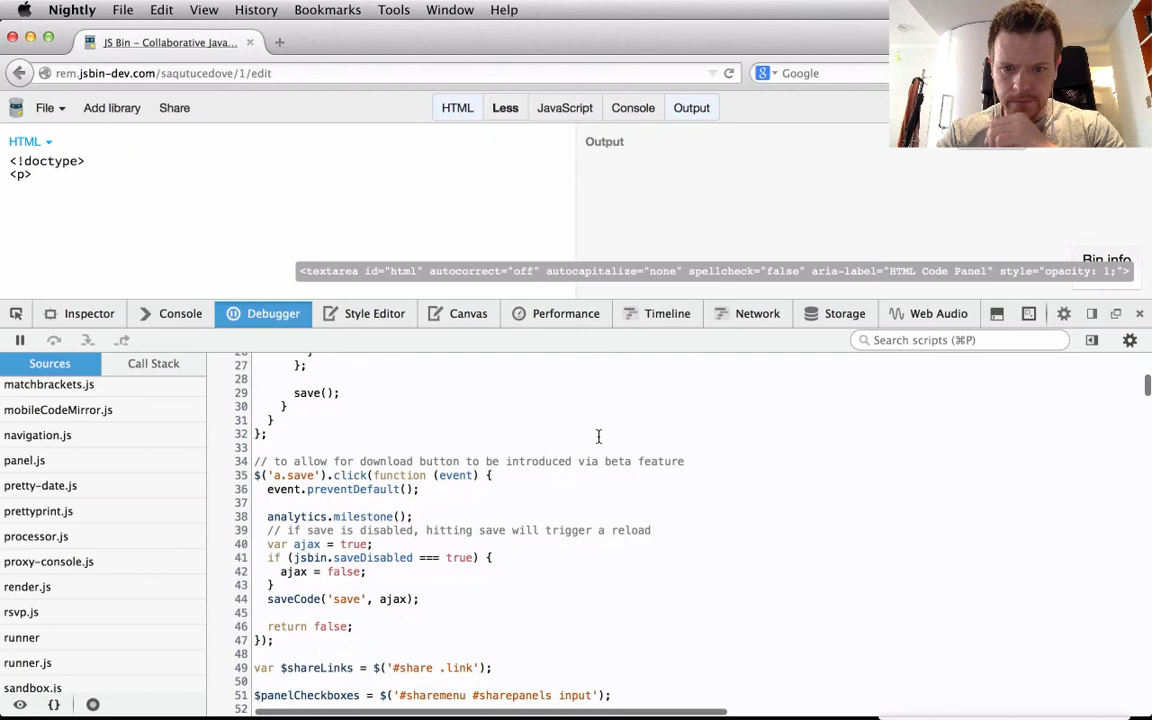 Nightly File Edit View History Bookmarks Tools Window Help
JS Bin - Collaborative Java...
rem.jsbin-dev.com/saqutucedove/1/edit
Google
File Add library Share HTML Less JavaScript Console Output
HTML
Output
<!doctype>
<p>
Bin info
<textarea id="html" autocorrect="off" autocapitalize="none" spellcheck="false" aria-label="HTML Code Panel" style="opacity: 1;">
Inspector Console Debugger Style Editor Canvas Performance Timeline Network Storage Web Audio
Search scripts (⌘P)
Sources Call Stack
matchbrackets.js
mobileCodeMirror.js
navigation.js
panel.js
pretty-date.js
prettyprint.js
processor.js
proxy-console.js
render.js
rsvp.js
runner
runner.js
sandbox.js
27 };
28
29 save();
30 }
31 }
32 };
33
34 // to allow for download button to be introduced via beta feature
35 $('a.save').click(function (event) {
36 event.preventDefault();
37
38 analytics.milestone();
39 // if save is disabled, hitting save will trigger a reload
40 var ajax = true;
41 if (jsbin.saveDisabled === true) {
42 ajax = false;
43 }
44 saveCode('save', ajax);
45
46 return false;
47 });
48
49 var $shareLinks = $('#share .link');
50
51 $panelCheckboxes = $('#sharemenu #sharepanels input');
52